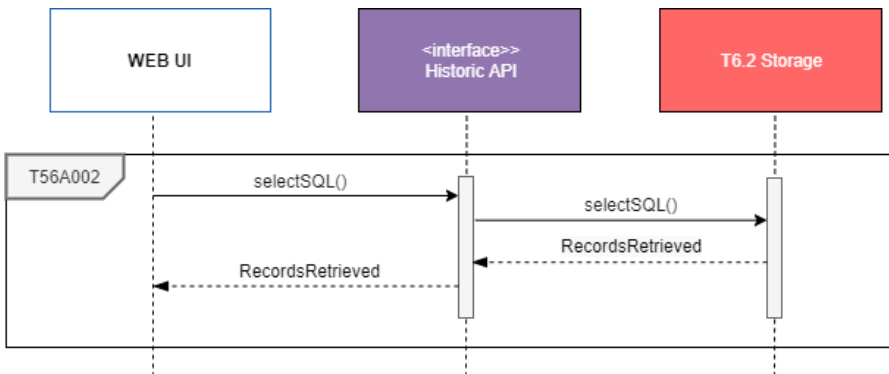 WEB UI
<interface>>
Historic API
T6.2 Storage
T56A002
selectSQL()
selectSQL()
RecordsRetrieved
RecordsRetrieved